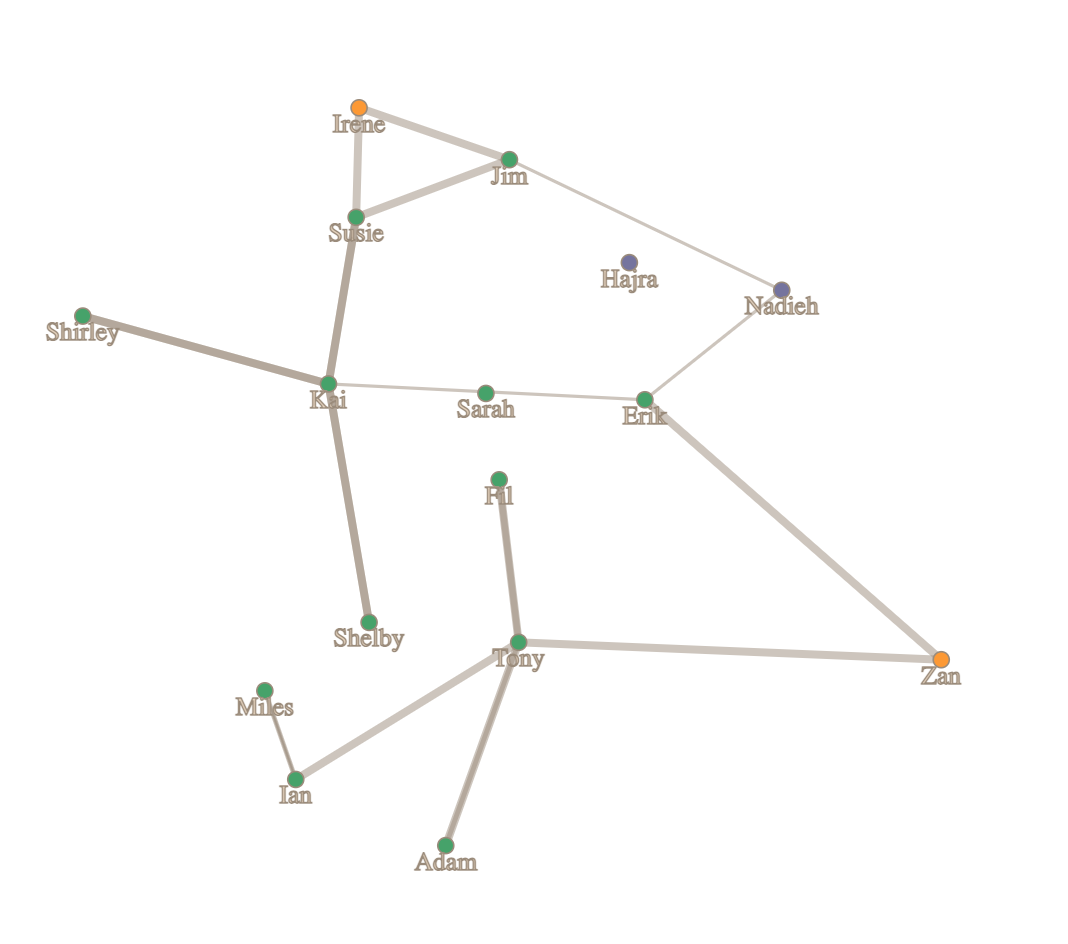 Irene
Jim
Susie
Hajra
Nadieh
Shirley
Kai
Sarah
Erik
Fil
Shelby
Tony
Zan
Miles
Ian
Adam